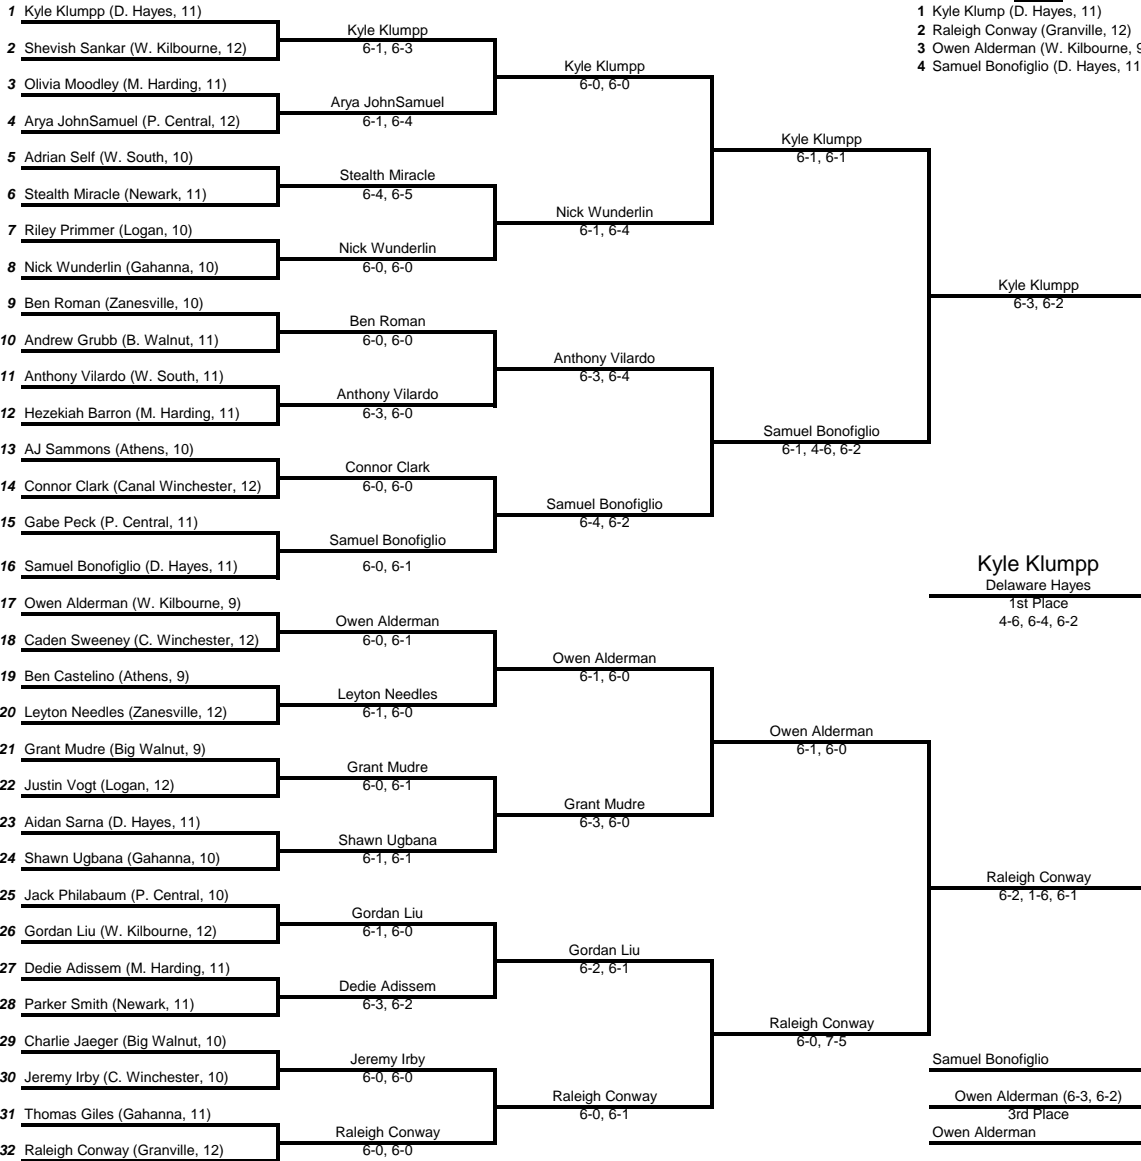 1 Kyle Klumpp (D. Hayes, 11)
2 Shevish Sankar (W. Kilbourne, 12)
3 Olivia Moodley (M. Harding, 11)
4 Arya JohnSamuel (P. Central, 12)
5 Adrian Self (W. South, 10)
6 Stealth Miracle (Newark, 11)
7 Riley Primmer (Logan, 10)
8 Nick Wunderlin (Gahanna, 10)
9 Ben Roman (Zanesville, 10)
10 Andrew Grubb (B. Walnut, 11)
11 Anthony Vilardo (W. South, 11)
12 Hezekiah Barron (M. Harding, 11)
13 AJ Sammons (Athens, 10)
14 Connor Clark (Canal Winchester, 12)
15 Gabe Peck (P. Central, 11)
16 Samuel Bonofiglio (D. Hayes, 11)
17 Owen Alderman (W. Kilbourne, 9)
18 Caden Sweeney (C. Winchester, 12)
19 Ben Castelino (Athens, 9)
20 Leyton Needles (Zanesville, 12)
21 Grant Mudre (Big Walnut, 9)
22 Justin Vogt (Logan, 12)
23 Aidan Sarna (D. Hayes, 11)
24 Shawn Ugbana (Gahanna, 10)
25 Jack Philabaum (P. Central, 10)
26 Gordan Liu (W. Kilbourne, 12)
27 Dedie Adissem (M. Harding, 11)
28 Parker Smith (Newark, 11)
29 Charlie Jaeger (Big Walnut, 10)
30 Jeremy Irby (C. Winchester, 10)
31 Thomas Giles (Gahanna, 11)
32 Raleigh Conway (Granville, 12)
Kyle Klumpp
6-1, 6-3
Arya JohnSamuel
6-1, 6-4
Stealth Miracle
6-4, 6-5
Nick Wunderlin
6-0, 6-0
Ben Roman
6-0, 6-0
Anthony Vilardo
6-3, 6-0
Connor Clark
6-0, 6-0
Samuel Bonofiglio
6-0, 6-1
Owen Alderman
6-0, 6-1
Leyton Needles
6-1, 6-0
Grant Mudre
6-0, 6-1
Shawn Ugbana
6-1, 6-1
Gordan Liu
6-1, 6-0
Dedie Adissem
6-3, 6-2
Jeremy Irby
6-0, 6-0
Raleigh Conway
6-0, 6-0
Kyle Klumpp
6-0, 6-0
Nick Wunderlin
6-1, 6-4
Anthony Vilardo
6-3, 6-4
Samuel Bonofiglio
6-4, 6-2
Owen Alderman
6-1, 6-0
Grant Mudre
6-3, 6-0
Gordan Liu
6-2, 6-1
Raleigh Conway
6-0, 6-1
Kyle Klumpp
6-1, 6-1
Samuel Bonofiglio
6-1, 4-6, 6-2
Owen Alderman
6-1, 6-0
Raleigh Conway
6-0, 7-5
1 Kyle Klump (D. Hayes, 11)
2 Raleigh Conway (Granville, 12)
3 Owen Alderman (W. Kilbourne, 9
4 Samuel Bonofiglio (D. Hayes, 11
Kyle Klumpp
6-3, 6-2
Kyle Klumpp
Delaware Hayes
1st Place
4-6, 6-4, 6-2
Raleigh Conway
6-2, 1-6, 6-1
Samuel Bonofiglio
Owen Alderman (6-3, 6-2)
3rd Place
Owen Alderman